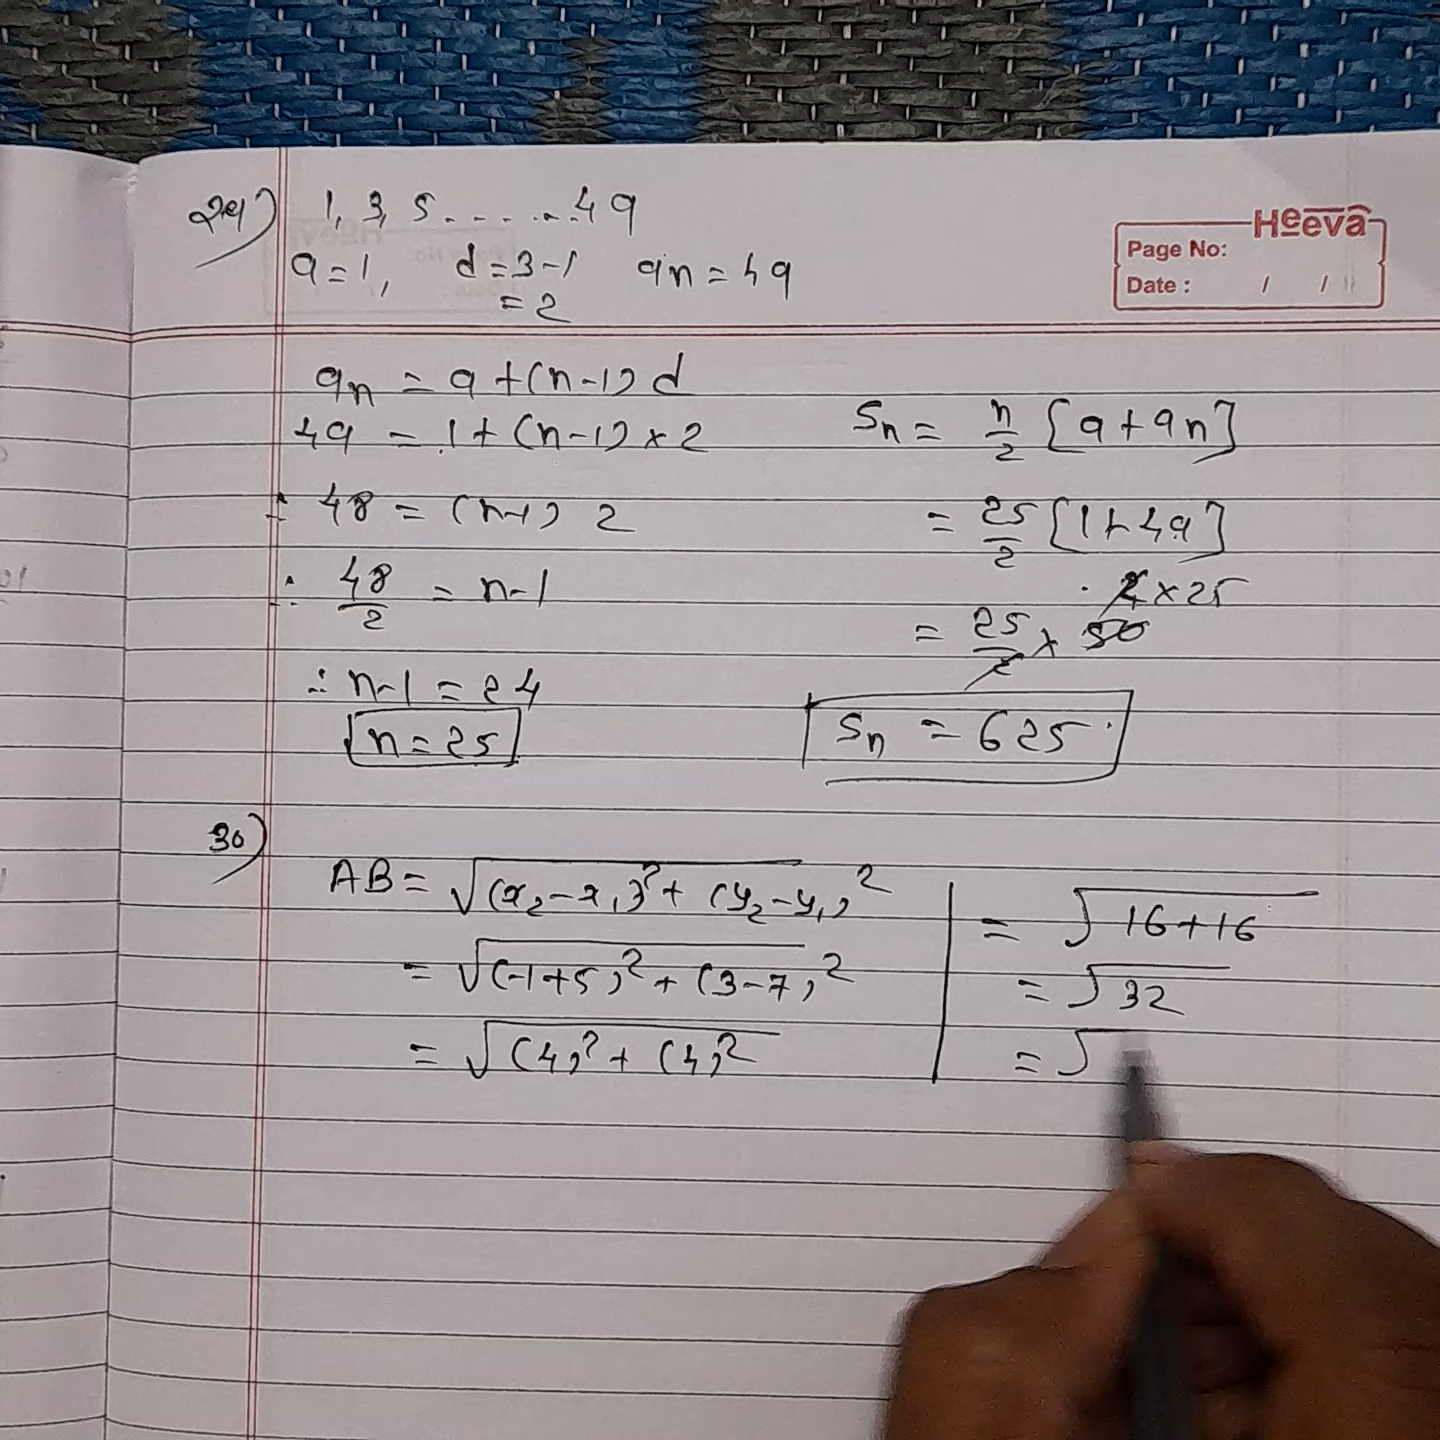 29) 1, 3, 5.......49
a=1, d=3-1 an=49
=2
Heeva
Page No:
Date : / /
an = a+(n-1)d
49 = 1+(n-1)×2
∴ 48 = (n-1) 2
∴ 48/2 = n-1
∴ n-1 = 24
n=25
Sn = n/2 [a+an]
= 25/2 [1+49]
2×25
= 25/2 × 50
Sn = 625
30)
AB = √(x₂-x₁)²+(y₂-y₁)²
= √(-1+5)²+(3-7)²
= √(4)²+(4)²
= √16+16
= √32
= √